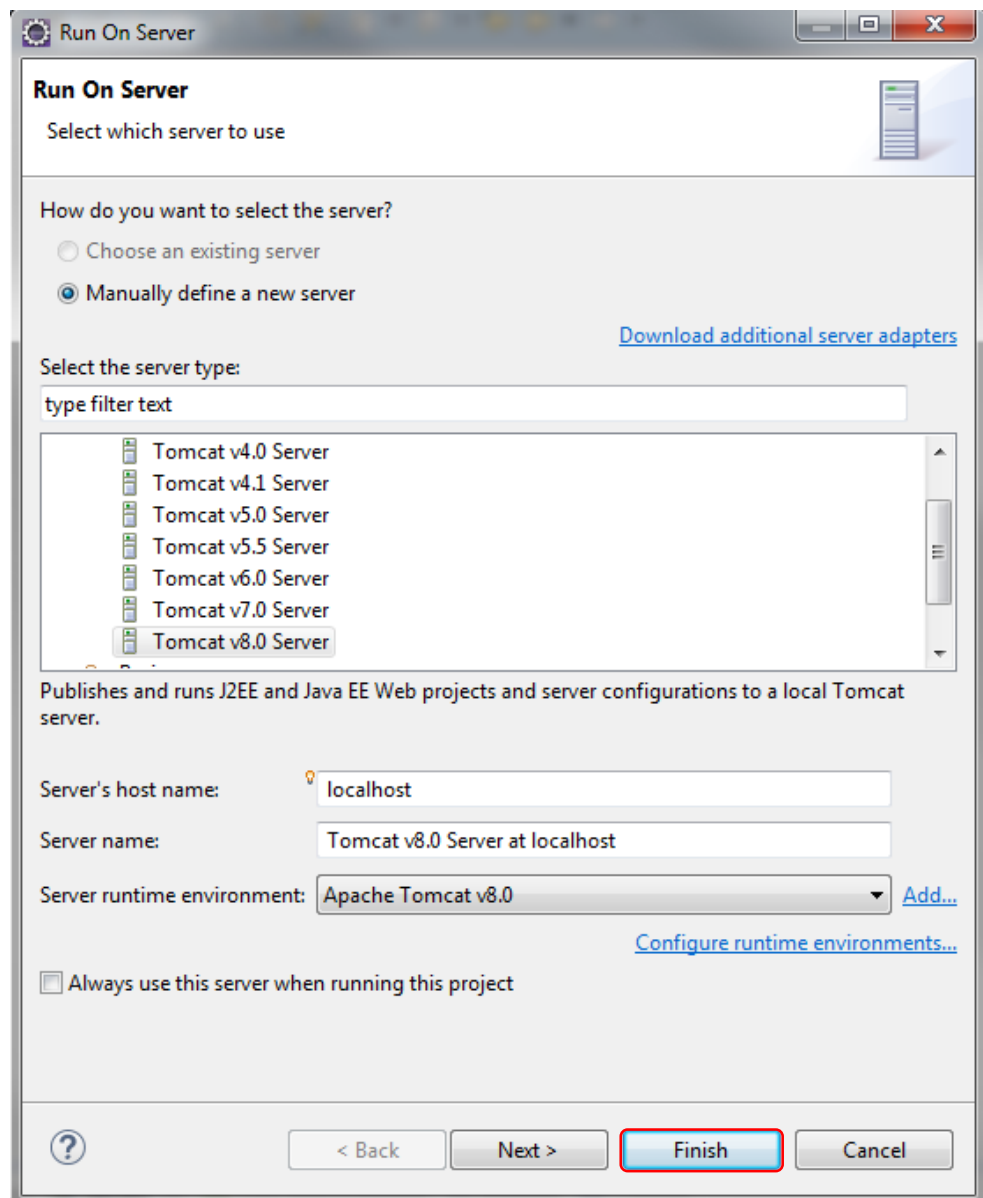 Run On Server
Run On Server
Select which server to use
How do you want to select the server?
Choose an existing server
Manually define a new server
Download additional server adapters
Select the server type:
type filter text
Tomcat v4.0 Server
Tomcat v4.1 Server
Tomcat v5.0 Server
Tomcat v5.5 Server
Tomcat v6.0 Server
Tomcat v7.0 Server
Tomcat v8.0 Server
Publishes and runs J2EE and Java EE Web projects and server configurations to a local Tomcat
server.
Server's host name: localhost
Server name: Tomcat v8.0 Server at localhost
Server runtime environment: Apache Tomcat v8.0 Add...
Configure runtime environments...
Always use this server when running this project
? < Back Next > Finish Cancel